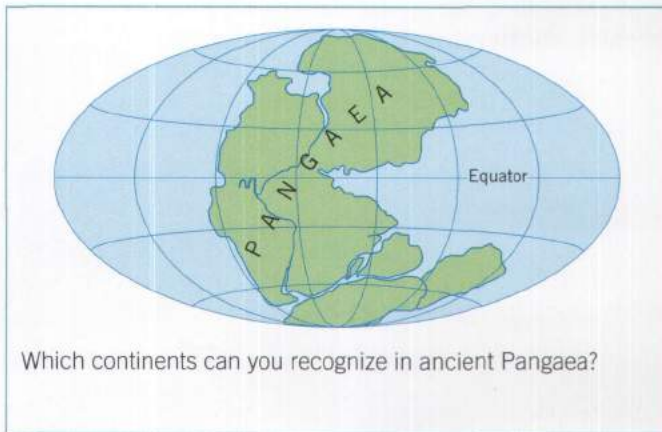 PANGAEA
Equator
Which continents can you recognize in ancient Pangaea?